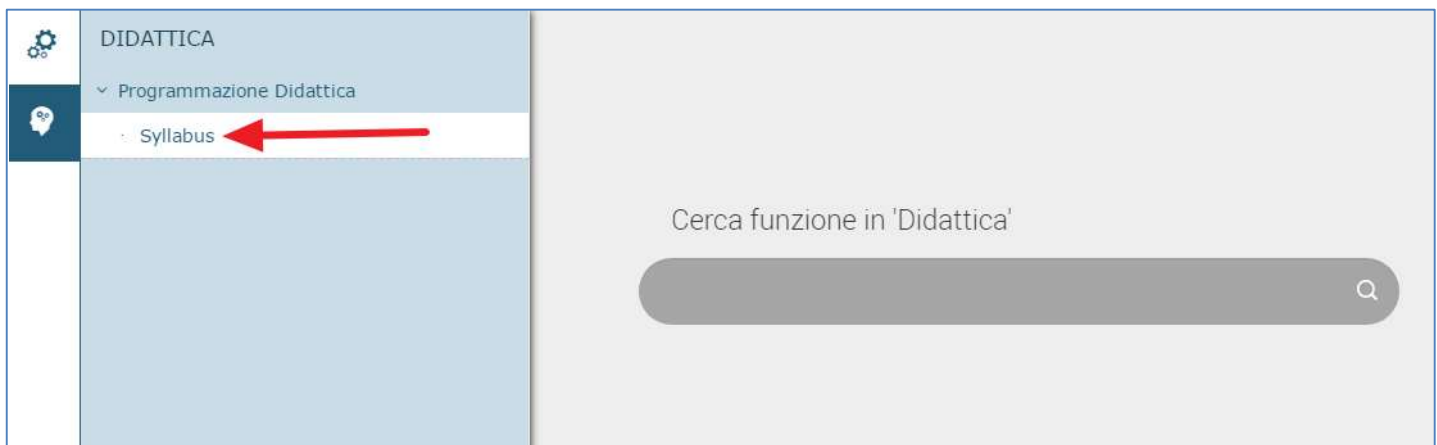 DIDATTICA
Programmazione Didattica
Syllabus
Cerca funzione in 'Didattica'